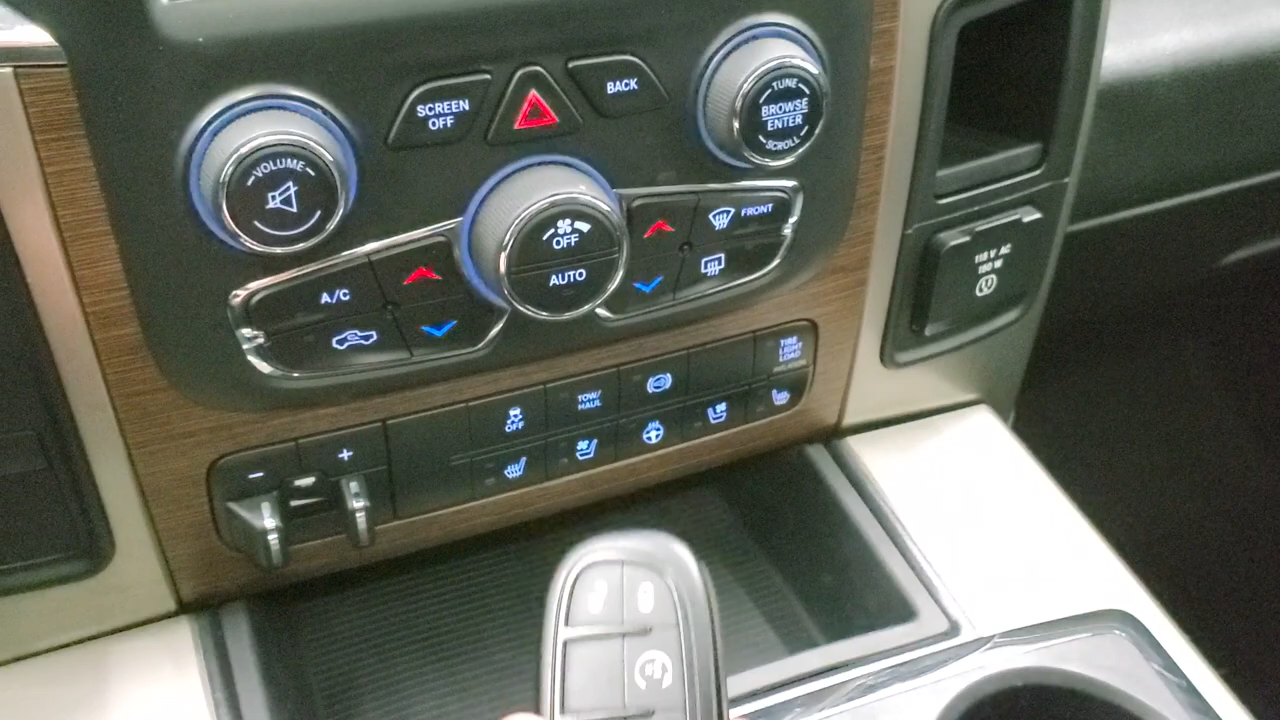 SCREEN
OFF
BACK
TUNE
BROWSE
ENTER
SCROLL
VOLUME
OFF
AUTO
FRONT
A/C
115 V AC
150 W
TIRE
LIGHT
LOAD
TOW/
HAUL
OFF
- +